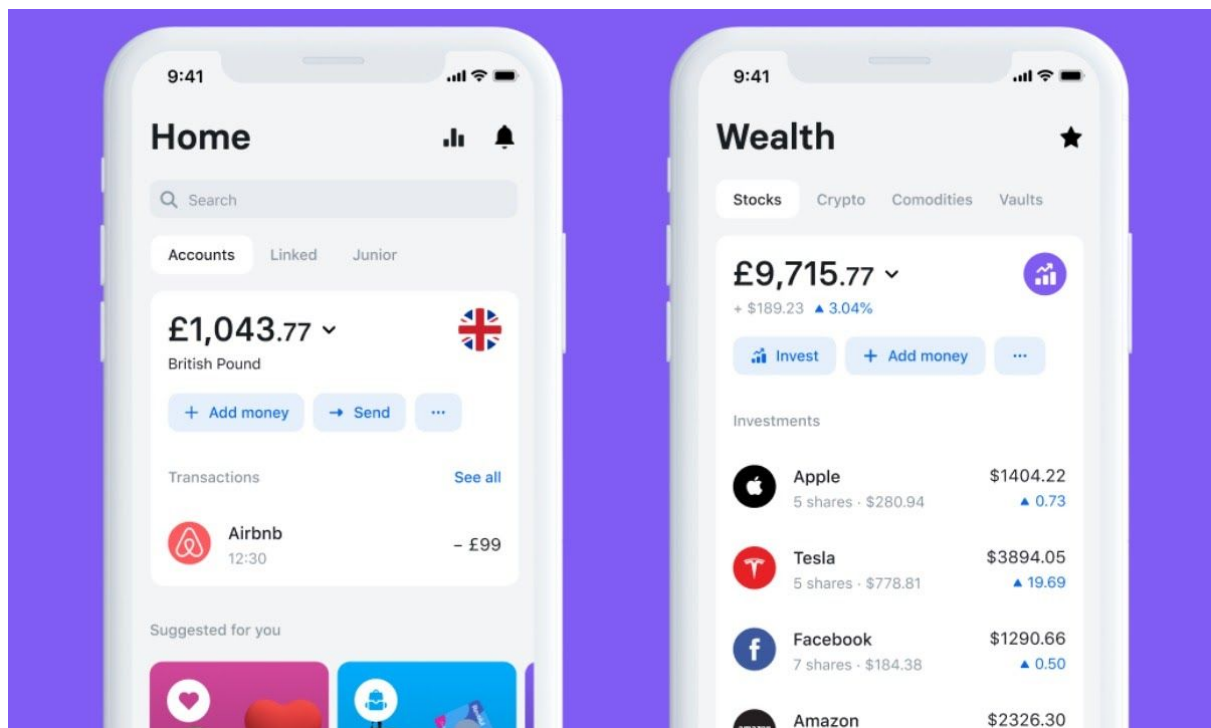 9:41
Home
Search
Accounts Linked Junior
£1,043.77
British Pound
+ Add money → Send ...
Transactions See all
Airbnb
12:30
– £99
Suggested for you
9:41
Wealth
Stocks Crypto Comodities Vaults
£9,715.77
+ $189.23 ▲ 3.04%
Invest + Add money ...
Investments
Apple $1404.22
5 shares · $280.94 ▲ 0.73
Tesla $3894.05
5 shares · $778.81 ▲ 19.69
Facebook $1290.66
7 shares · $184.38 ▲ 0.50
Amazon $2326.30